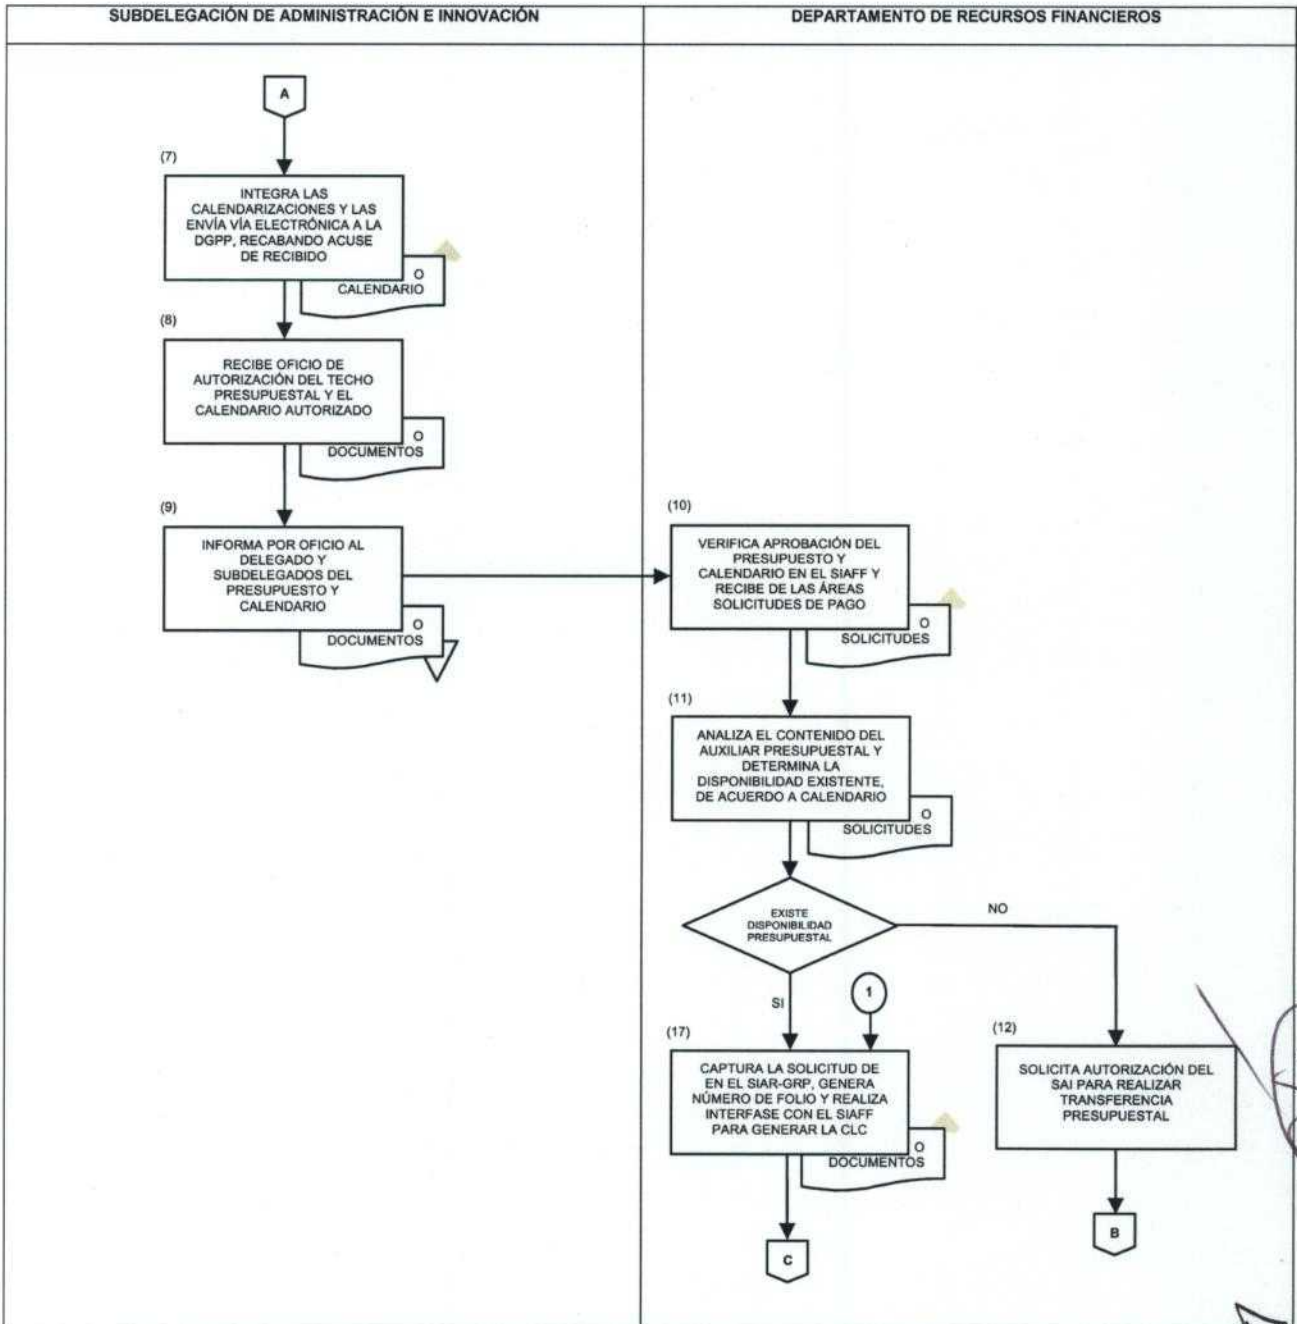 SUBDELEGACIÓN DE ADMINISTRACIÓN E INNOVACIÓN
DEPARTAMENTO DE RECURSOS FINANCIEROS
A
(7)
INTEGRA LAS
CALENDARIZACIONES Y LAS
ENVÍA VÍA ELECTRÓNICA A LA
DGPP, RECABANDO ACUSE
DE RECIBIDO
O
CALENDARIO
(8)
RECIBE OFICIO DE
AUTORIZACIÓN DEL TECHO
PRESUPUESTAL Y EL
CALENDARIO AUTORIZADO
O
DOCUMENTOS
(9)
INFORMA POR OFICIO AL
DELEGADO Y
SUBDELEGADOS DEL
PRESUPUESTO Y
CALENDARIO
O
DOCUMENTOS
(10)
VERIFICA APROBACIÓN DEL
PRESUPUESTO Y
CALENDARIO EN EL SIAFF Y
RECIBE DE LAS ÁREAS
SOLICITUDES DE PAGO
O
SOLICITUDES
(11)
ANALIZA EL CONTENIDO DEL
AUXILIAR PRESUPUESTAL Y
DETERMINA LA
DISPONIBILIDAD EXISTENTE,
DE ACUERDO A CALENDARIO
O
SOLICITUDES
EXISTE
DISPONIBILIDAD
PRESUPUESTAL
NO
SI
1
(17)
CAPTURA LA SOLICITUD DE
EN EL SIAR-GRP, GENERA
NÚMERO DE FOLIO Y REALIZA
INTERFASE CON EL SIAFF
PARA GENERAR LA CLC
O
DOCUMENTOS
C
(12)
SOLICITA AUTORIZACIÓN DEL
SAI PARA REALIZAR
TRANSFERENCIA
PRESUPUESTAL
B